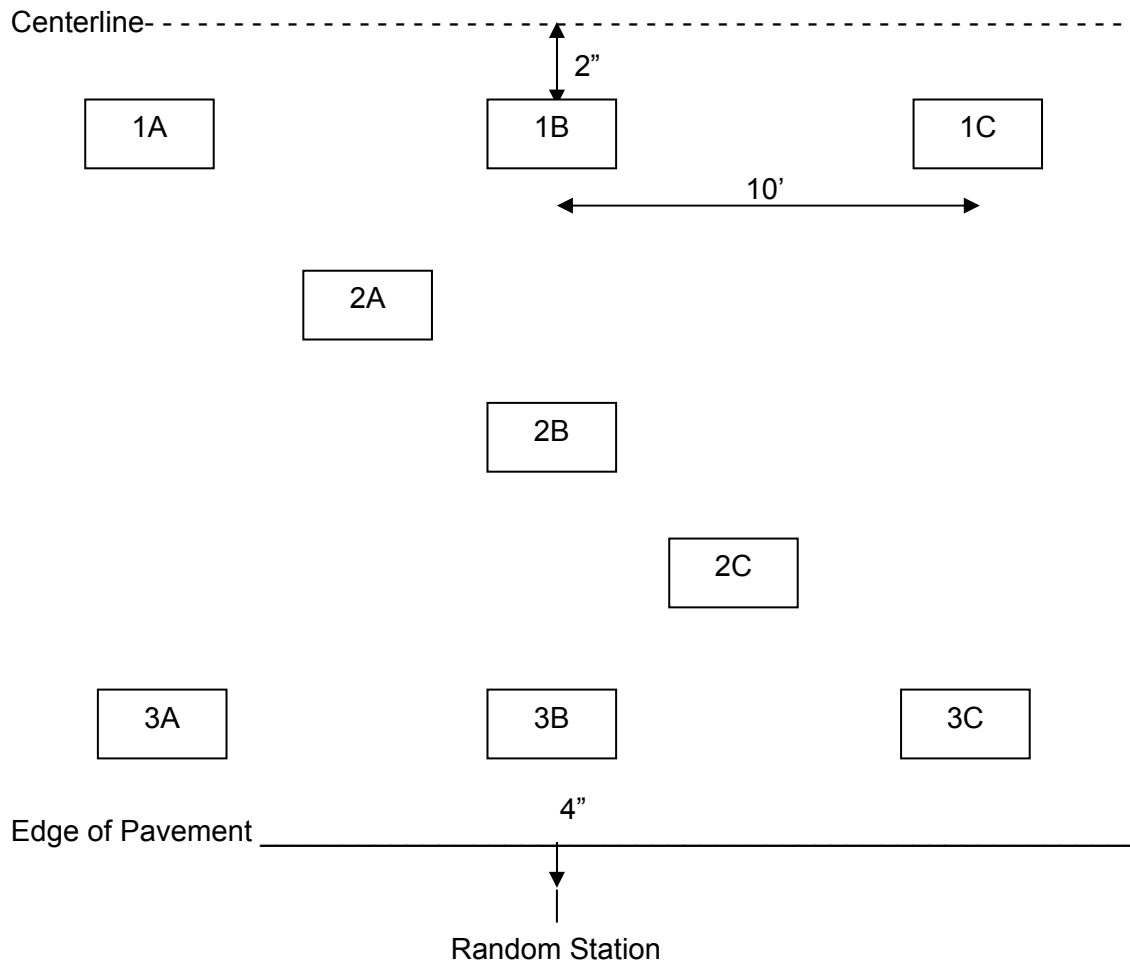 Centerline
2”
1A 1B 1C
10’
2A
2B
2C
3A 3B 3C
4”
Edge of Pavement
Random Station